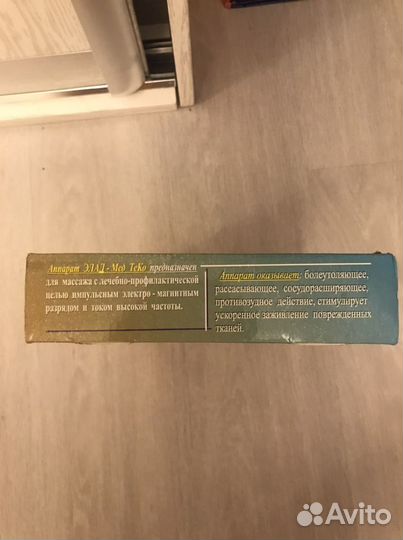 Аппарат ЭЛАД - Мед ТеКо предназначен
для массажа с лечебно-профилактической
целью импульсным электро - магнитным
разрядом и током высокой частоты.
Аппарат оказывает: болеутоляющее,
рассасывающее, сосудорасширяющее,
противозудное действие, стимулирует
ускоренное заживление поврежденных
тканей.
Avito